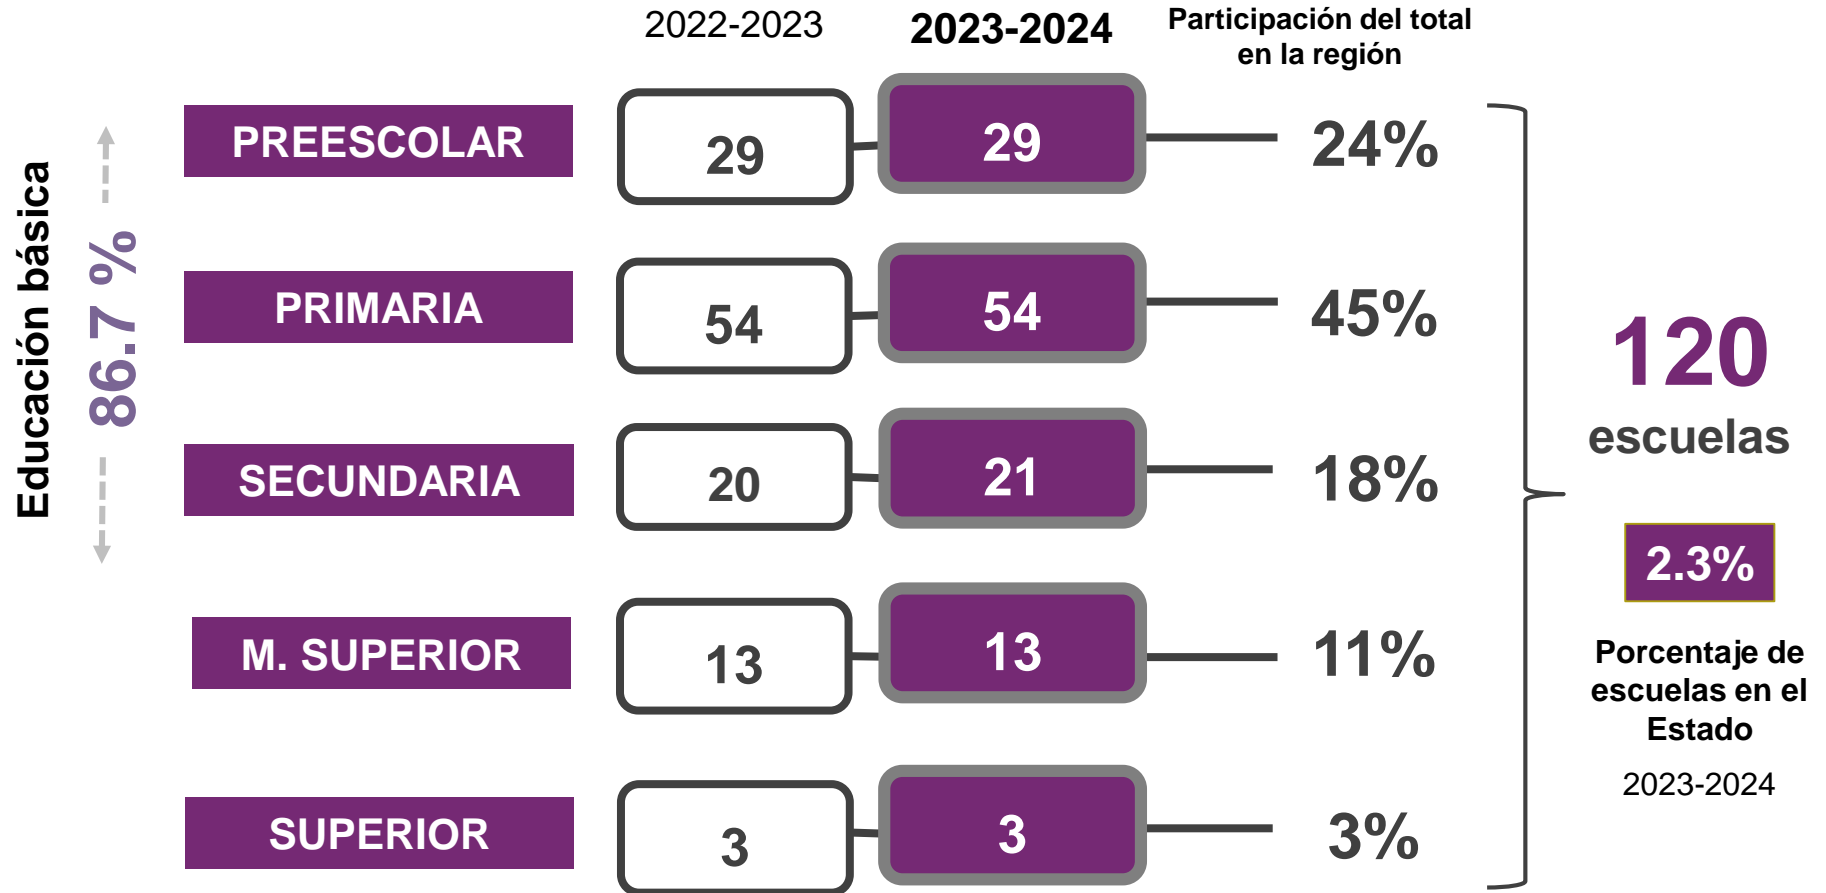 2022-2023
2023-2024
Participación del total
en la región
Educación básica
86.7 %
PREESCOLAR
29
29
24%
PRIMARIA
54
54
45%
SECUNDARIA
20
21
18%
M. SUPERIOR
13
13
11%
SUPERIOR
3
3
3%
120
escuelas
2.3%
Porcentaje de
escuelas en el
Estado
2023-2024